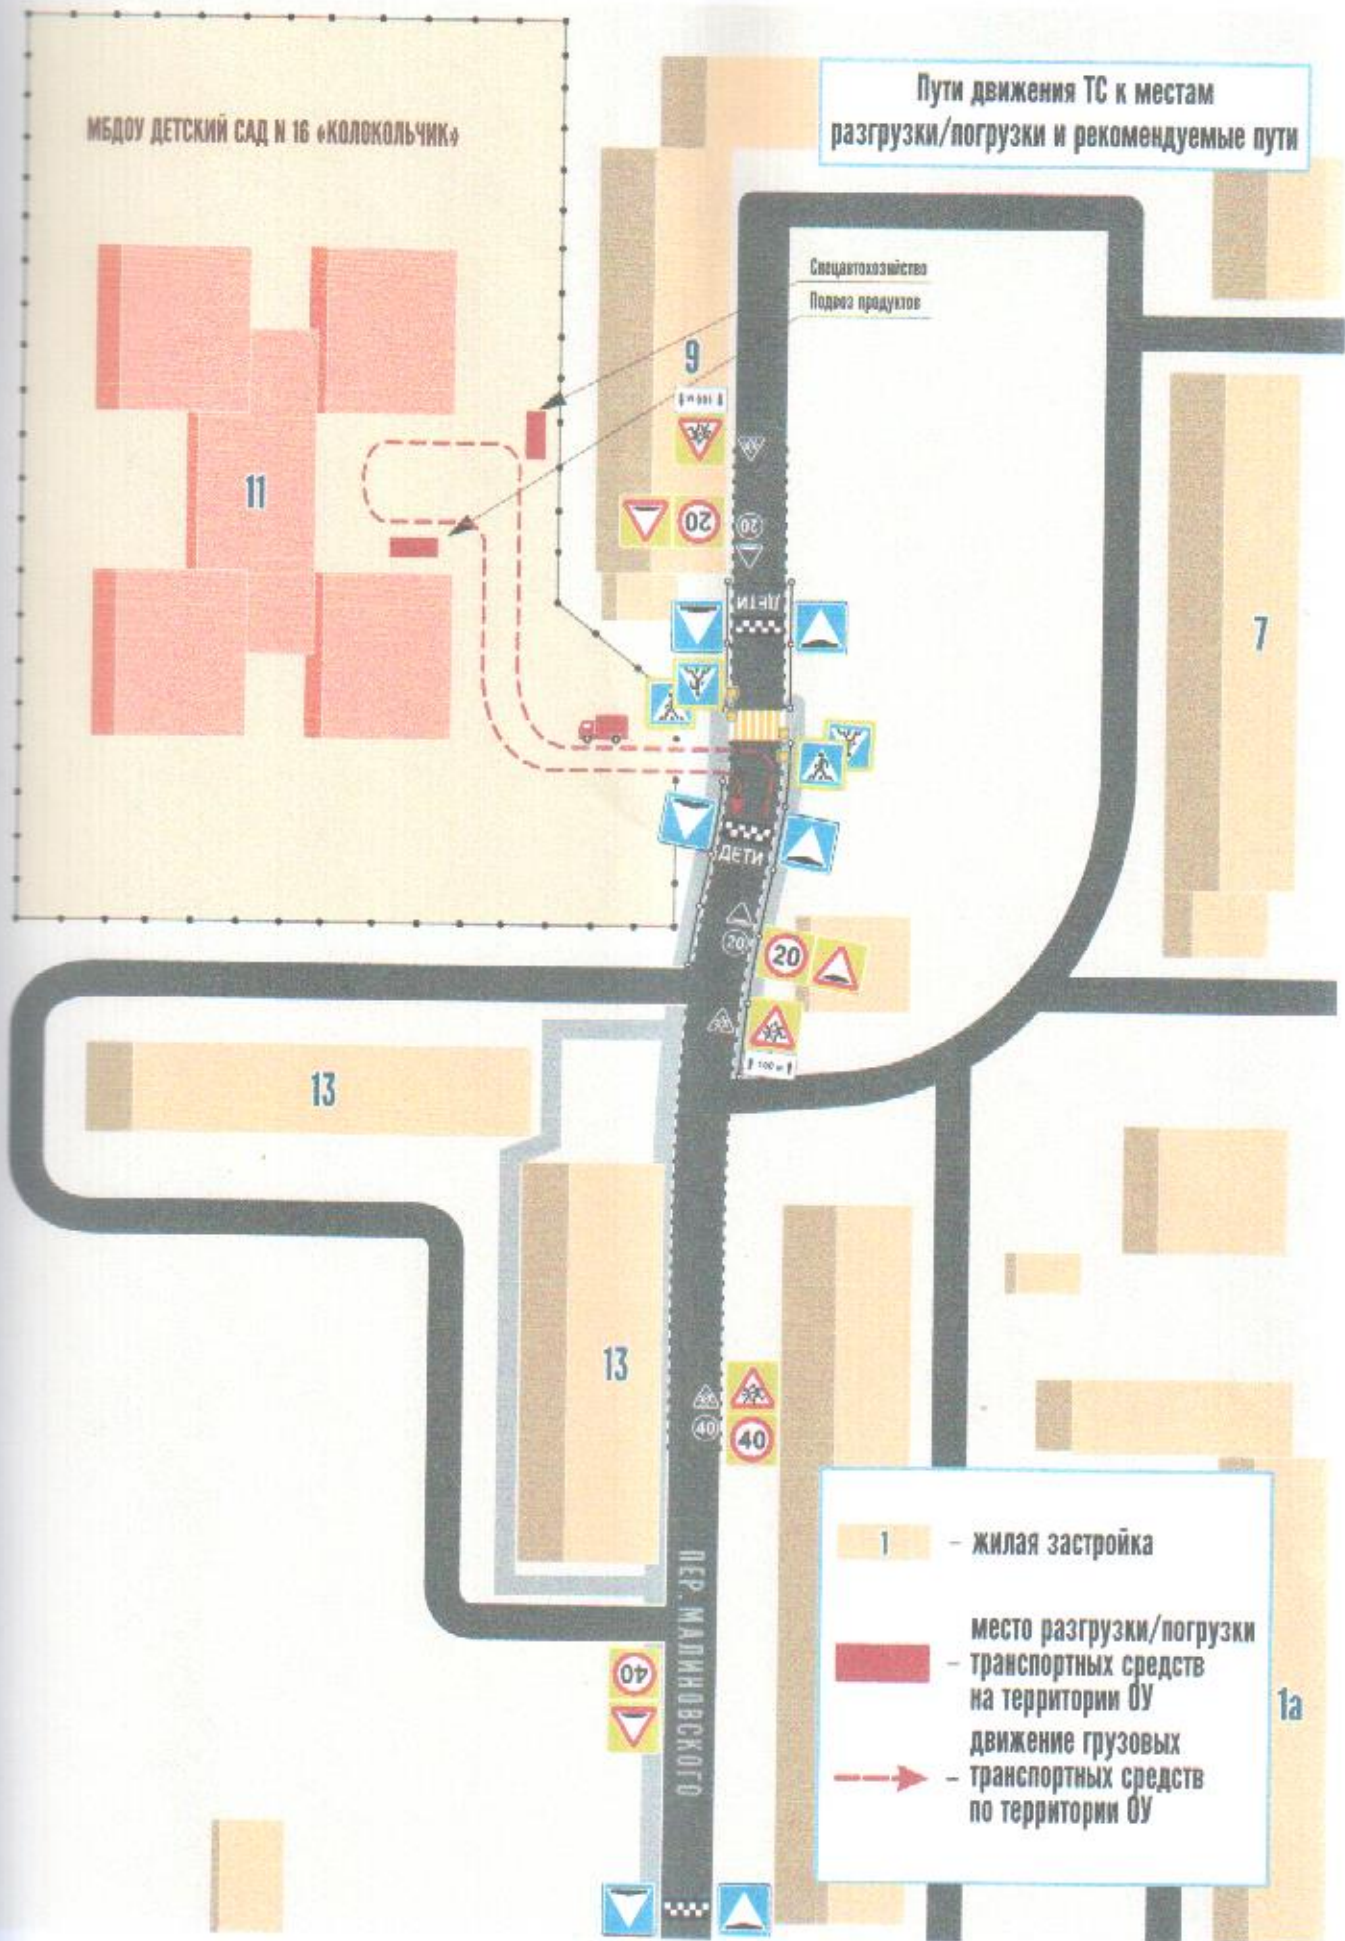 Пути движения ТС к местам
разгрузки/погрузки и рекомендуемые пути
МБДОУ ДЕТСКИЙ САД N 16 «КОЛОКОЛЬЧИК»
Спецавтохозяйство
Подвоз продуктов
9
100 м
11
20
20
ДЕТИ
7
ДЕТИ
20
20
100 м
13
13
40
40
ПЕР. МАЛИНОВСКОГО
40
1 – жилая застройка
место разгрузки/погрузки
– транспортных средств
на территории ОУ
движение грузовых
– транспортных средств
по территории ОУ
1а